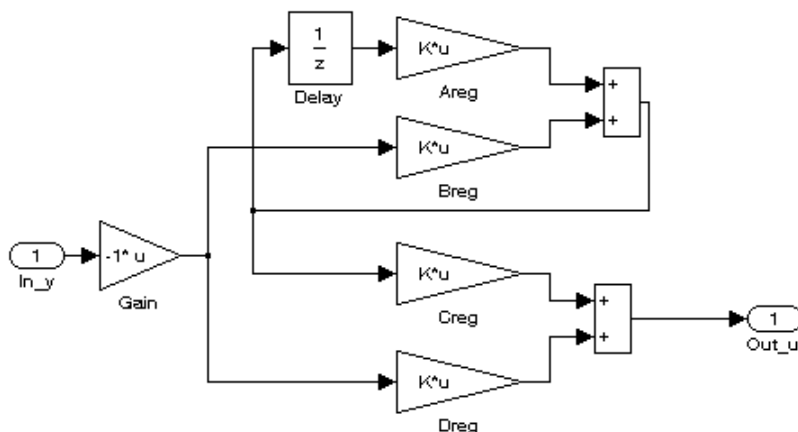 1
z
Delay
K*u
Areg
+
+
K*u
Breg
1
In_y
-1* u
Gain
K*u
Creg
+
+
1
Out_u
K*u
Dreg